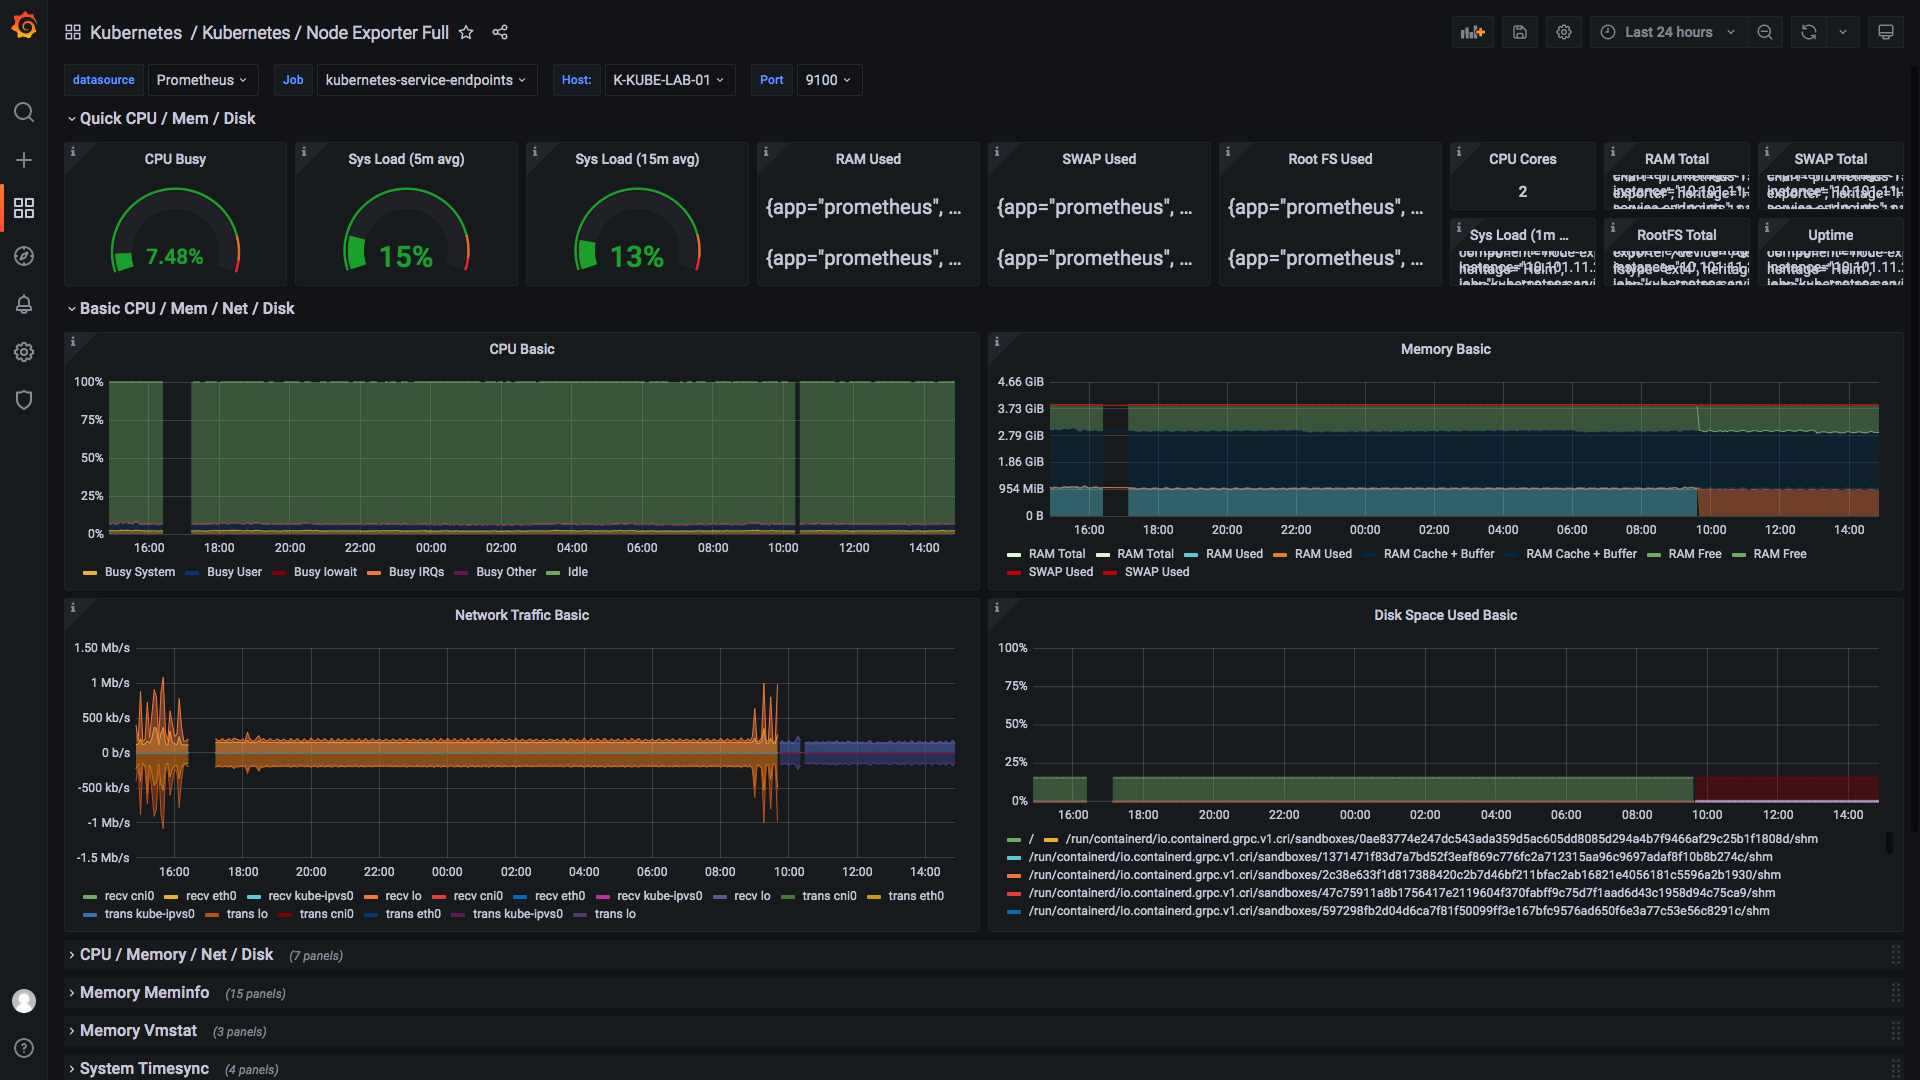 Kubernetes / Kubernetes / Node Exporter Full
Last 24 hours
datasource Prometheus Job kubernetes-service-endpoints Host: K-KUBE-LAB-01 Port 9100
Quick CPU / Mem / Disk
CPU Busy
7.48%
Sys Load (5m avg)
15%
Sys Load (15m avg)
13%
RAM Used
{app="prometheus", ...
{app="prometheus", ...
SWAP Used
{app="prometheus", ...
{app="prometheus", ...
Root FS Used
{app="prometheus", ...
{app="prometheus", ...
CPU Cores
2
RAM Total
SWAP Total
Sys Load (1m ...
RootFS Total
Uptime
Basic CPU / Mem / Net / Disk
CPU Basic
100%
75%
50%
25%
0%
16:00 18:00 20:00 22:00 00:00 02:00 04:00 06:00 08:00 10:00 12:00 14:00
Busy System Busy User Busy Iowait Busy IRQs Busy Other Idle
Memory Basic
4.66 GiB
3.73 GiB
2.79 GiB
1.86 GiB
954 MiB
0 B
16:00 18:00 20:00 22:00 00:00 02:00 04:00 06:00 08:00 10:00 12:00 14:00
RAM Total RAM Total RAM Used RAM Used RAM Cache + Buffer RAM Cache + Buffer RAM Free RAM Free
SWAP Used SWAP Used
Network Traffic Basic
1.50 Mb/s
1 Mb/s
500 kb/s
0 b/s
-500 kb/s
-1 Mb/s
-1.5 Mb/s
16:00 18:00 20:00 22:00 00:00 02:00 04:00 06:00 08:00 10:00 12:00 14:00
recv cni0 recv eth0 recv kube-ipvs0 recv lo recv cni0 recv eth0 recv kube-ipvs0 recv lo trans cni0 trans eth0
trans kube-ipvs0 trans lo trans cni0 trans eth0 trans kube-ipvs0 trans lo
Disk Space Used Basic
100%
75%
50%
25%
0%
16:00 18:00 20:00 22:00 00:00 02:00 04:00 06:00 08:00 10:00 12:00 14:00
/ /run/containerd/io.containerd.grpc.v1.cri/sandboxes/0ae83774e247dc543ada359d5ac605dd8085d294a4b7f9466af29c25b1f1808d/shm
/run/containerd/io.containerd.grpc.v1.cri/sandboxes/1371471f83d7a7bd52f3eaf869c776fc2a712315aa96c9697adaf8f10b8b274c/shm
/run/containerd/io.containerd.grpc.v1.cri/sandboxes/2c38e633f1d817388420c2b7d46bf211bfac2ab16821e4056181c5596a2b1930/shm
/run/containerd/io.containerd.grpc.v1.cri/sandboxes/47c75911a8b1756417e2119604f370fabff9c75d7f1aad6d43c1958d94c75ca9/shm
/run/containerd/io.containerd.grpc.v1.cri/sandboxes/597298fb2d04d6ca7f81f50099ff3e167bfc9576ad650f6e3a77c53e56c8291c/shm
CPU / Memory / Net / Disk (7 panels)
Memory Meminfo (15 panels)
Memory Vmstat (3 panels)
System Timesync (4 panels)